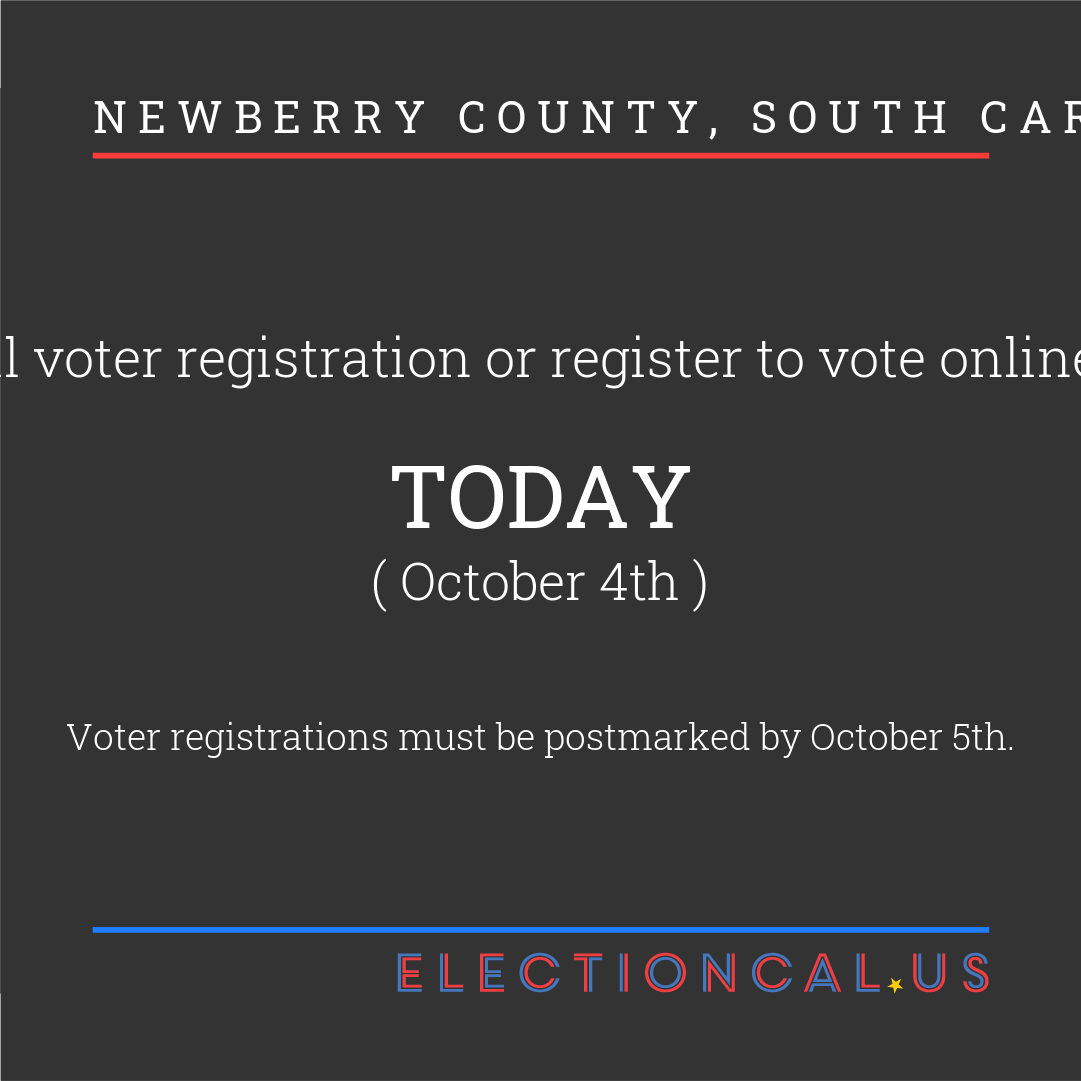 NEWBERRY COUNTY, SOUTH CAR
l voter registration or register to vote online
TODAY
( October 4th )
Voter registrations must be postmarked by October 5th.
ELECTIONCAL.US